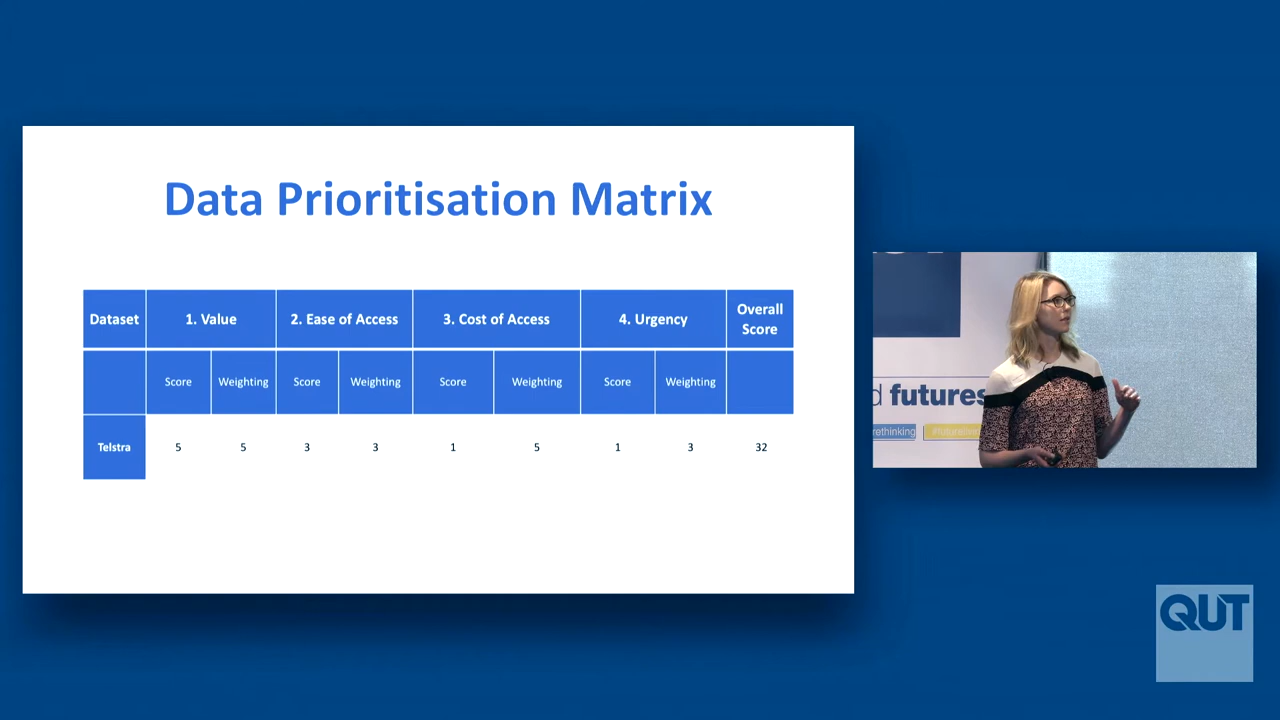 Data Prioritisation Matrix
Dataset 1. Value 2. Ease of Access 3. Cost of Access 4. Urgency Overall Score
Score Weighting Score Weighting Score Weighting Score Weighting
Telstra 5 5 3 3 1 5 1 3 32
d futures
rethinking
QUT